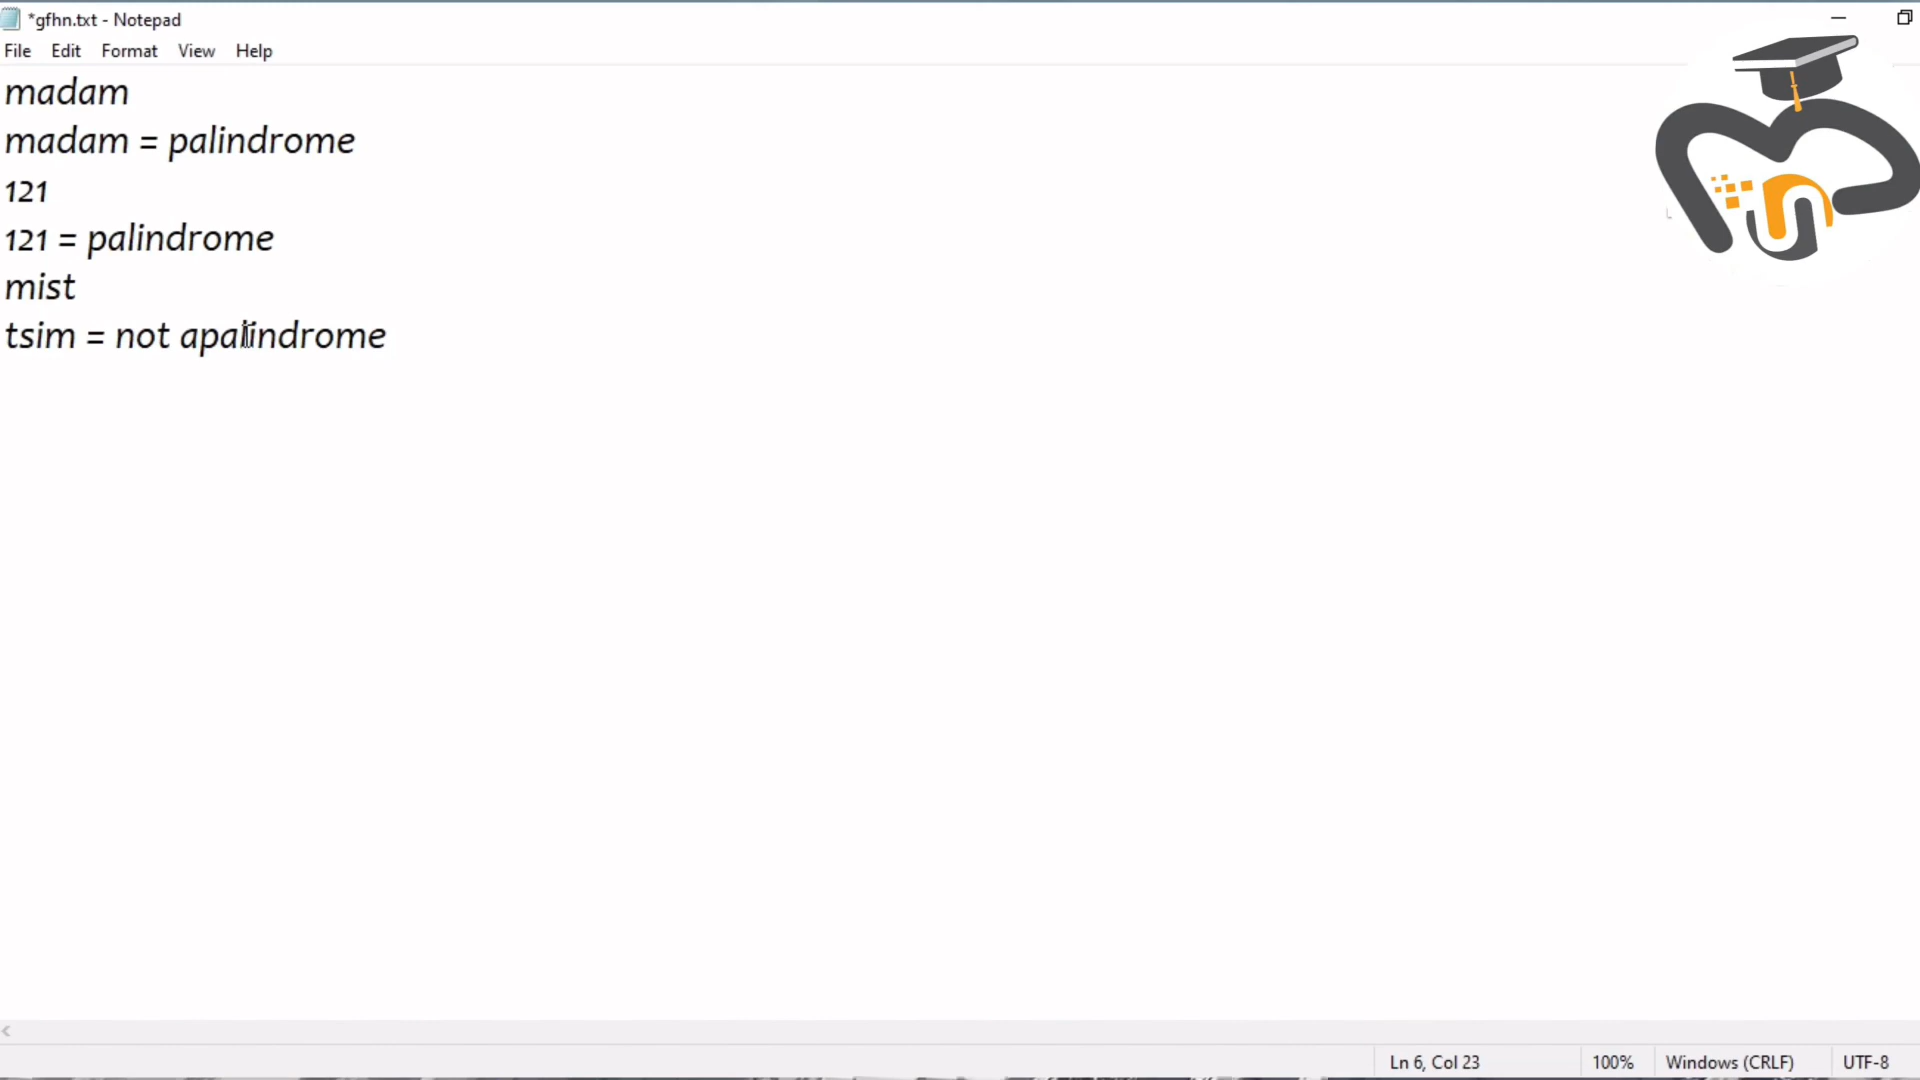 *gfhn.txt - Notepad
File Edit Format View Help
madam
madam = palindrome
121
121 = palindrome
mist
tsim = not apalindrome
Ln 6, Col 23 100% Windows (CRLF) UTF-8